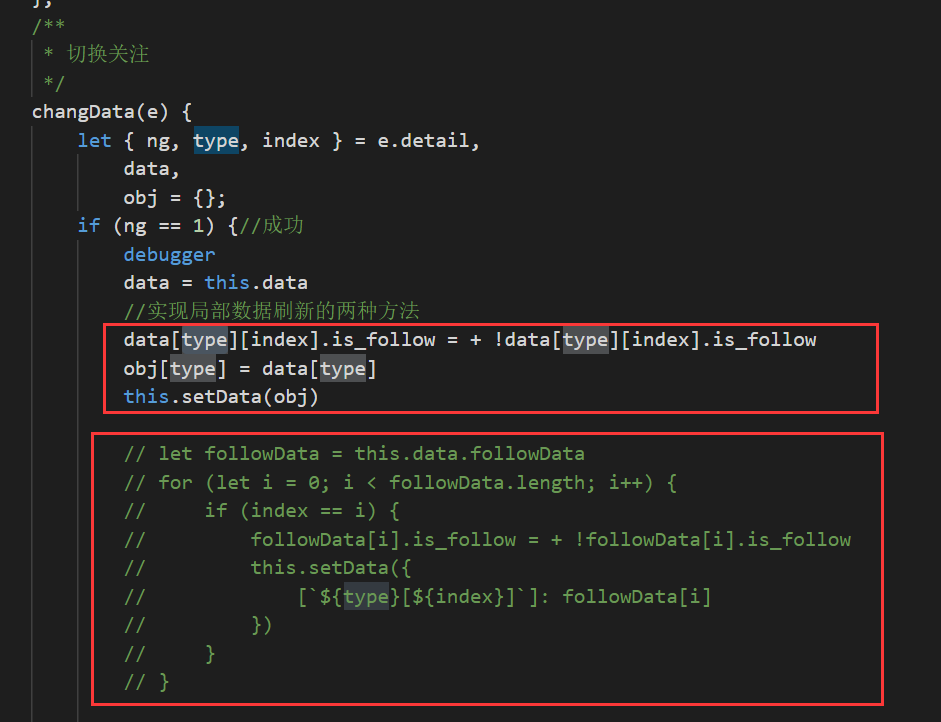 },
/**
 * 切换关注
 */
changData(e) {
    let { ng, type, index } = e.detail,
        data,
        obj = {};
    if (ng == 1) {//成功
        debugger
        data = this.data
        //实现局部数据刷新的两种方法
        data[type][index].is_follow = + !data[type][index].is_follow
        obj[type] = data[type]
        this.setData(obj)
        // let followData = this.data.followData
        // for (let i = 0; i < followData.length; i++) {
        //     if (index == i) {
        //         followData[i].is_follow = + !followData[i].is_follow
        //         this.setData({
        //             [`${type}[${index}]`]: followData[i]
        //         })
        //     }
        // }